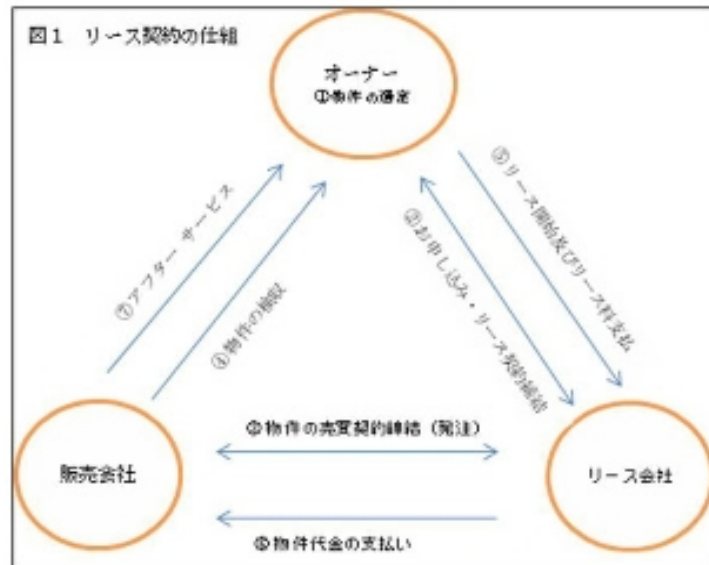 図1 リース契約の仕組
オーナー
①物件の選定
⑦アフター サービス
④物件の検収
②お申し込み・リース契約締結
⑤リース開始及びリース料支払
販売会社
③物件の売買契約締結(発注)
リース会社
⑥物件代金の支払い